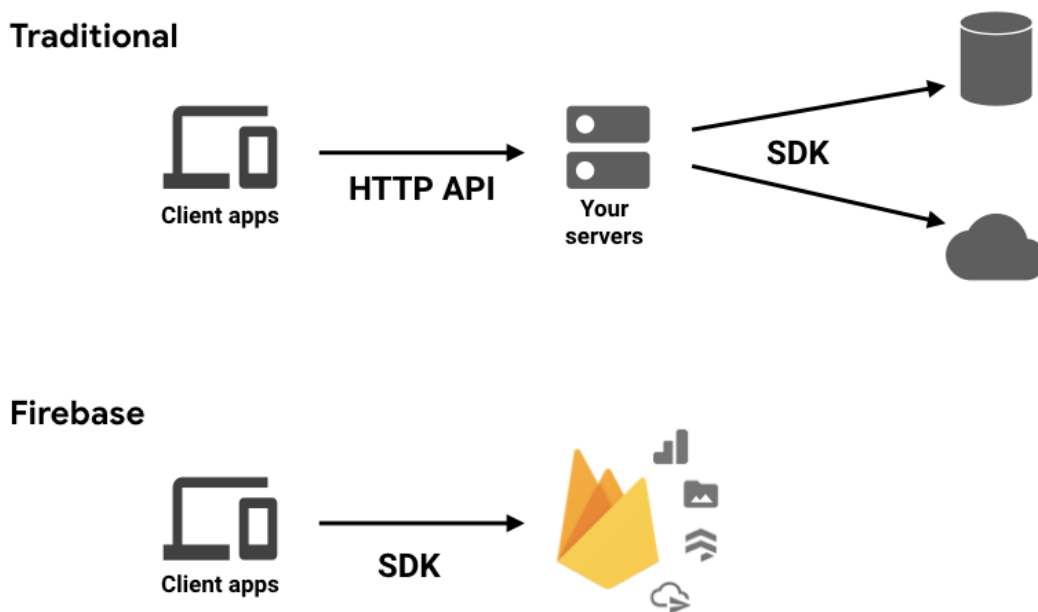 Traditional
HTTP API
SDK
Client apps
Your
servers
Firebase
SDK
Client apps